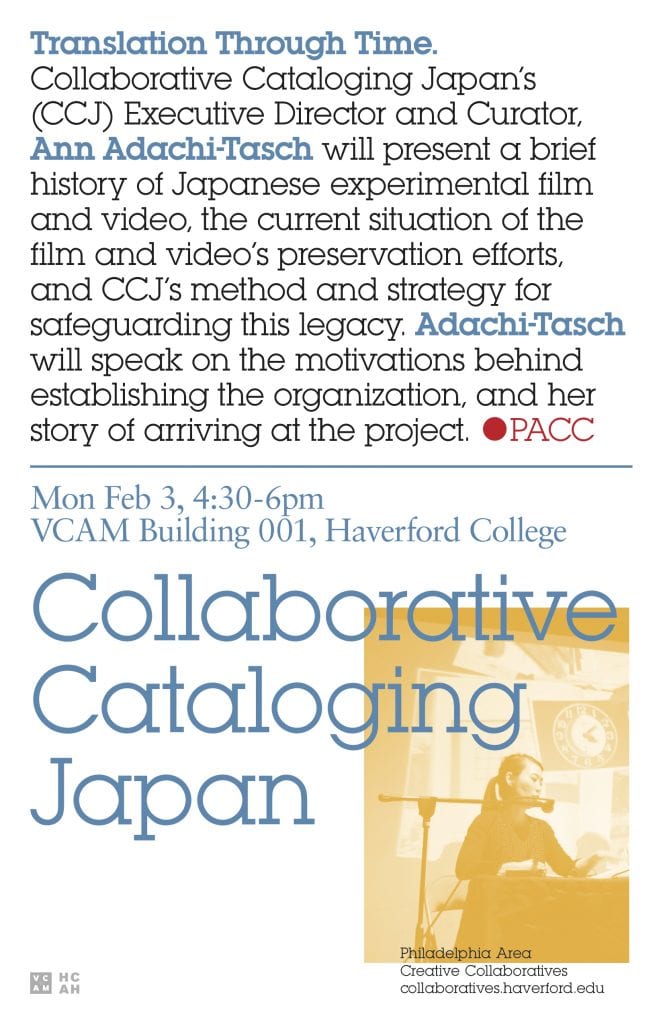 Translation Through Time.
Collaborative Cataloging Japan’s
(CCJ) Executive Director and Curator,
Ann Adachi-Tasch will present a brief
history of Japanese experimental film
and video, the current situation of the
film and video’s preservation efforts,
and CCJ’s method and strategy for
safeguarding this legacy. Adachi-Tasch
will speak on the motivations behind
establishing the organization, and her
story of arriving at the project. ●PACC
Mon Feb 3, 4:30-6pm
VCAM Building 001, Haverford College
Collaborative
Cataloging
Japan
Philadelphia Area
Creative Collaboratives
collaboratives.haverford.edu
VC
AM
HC
AH